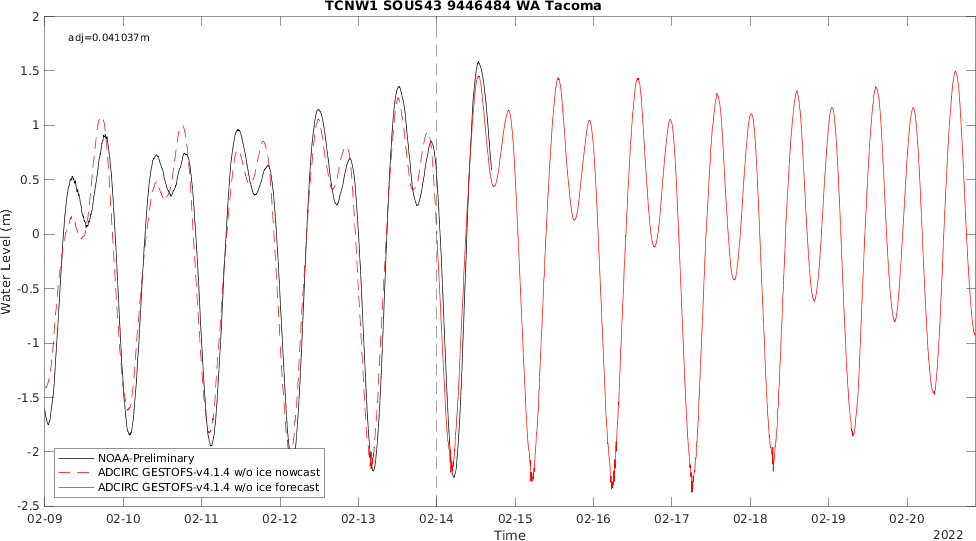 TCNW1 SOUS43 9446484 WA Tacoma
adj=0.041037m
2
1.5
1
0.5
0
-0.5
-1
-1.5
-2
-2.5
Water Level (m)
NOAA-Preliminary
ADCIRC GESTOFS-v4.1.4 w/o ice nowcast
ADCIRC GESTOFS-v4.1.4 w/o ice forecast
02-09 02-10 02-11 02-12 02-13 02-14 02-15 02-16 02-17 02-18 02-19 02-20
Time
2022